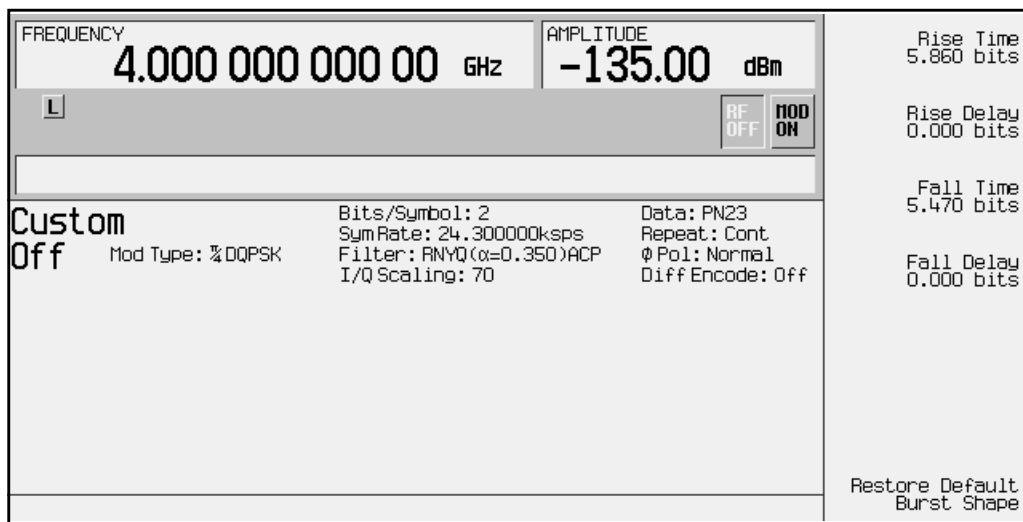 FREQUENCY
4.000 000 000 00 GHz
AMPLITUDE
-135.00 dBm
L
RF
OFF
MOD
ON
Custom
Off
Mod Type: π/4 DQPSK
Bits/Symbol: 2
Sym Rate: 24.300000ksps
Filter: RNYQ(α=0.350)ACP
I/Q Scaling: 70
Data: PN23
Repeat: Cont
Φ Pol: Normal
Diff Encode: Off
Rise Time
5.860 bits
Rise Delay
0.000 bits
Fall Time
5.470 bits
Fall Delay
0.000 bits
Restore Default
Burst Shape